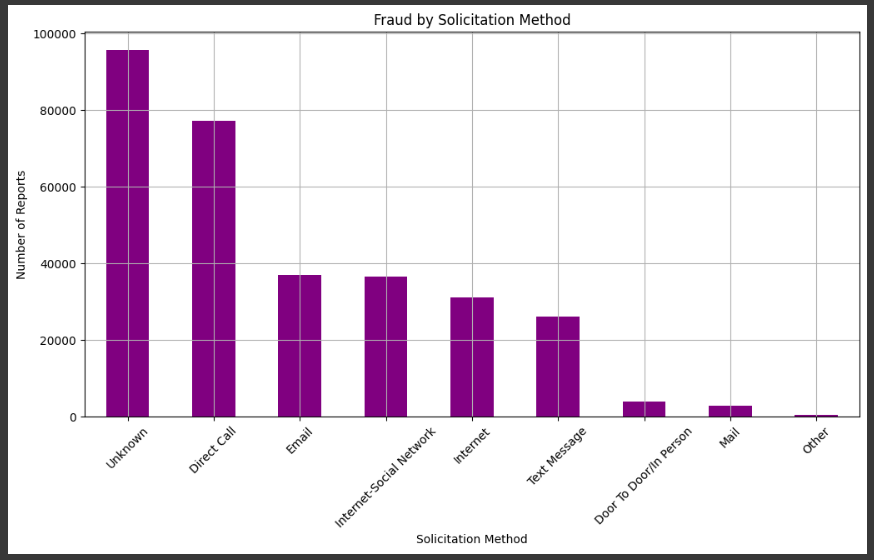 Fraud by Solicitation Method
100000
80000
60000
40000
20000
0
Number of Reports
Unknown
Direct Call
Email
Internet-Social Network
Internet
Text Message
Door To Door/In Person
Mail
Other
Solicitation Method